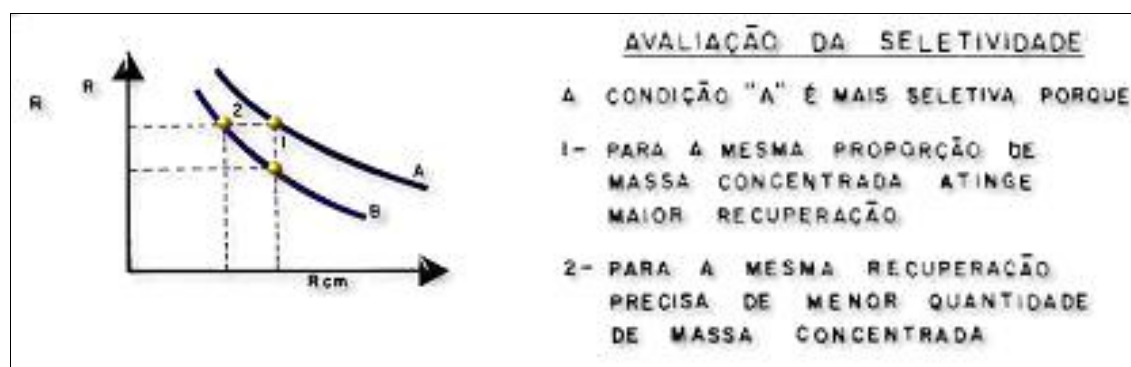 R
R
2
1
A
B
Rcm
AVALIAÇÃO DA SELETIVIDADE
A CONDIÇÃO "A" É MAIS SELETIVA PORQUE
1- PARA A MESMA PROPORÇÃO DE
MASSA CONCENTRADA ATINGE
MAIOR RECUPERAÇÃO
2- PARA A MESMA RECUPERAÇÃO
PRECISA DE MENOR QUANTIDADE
DE MASSA CONCENTRADA